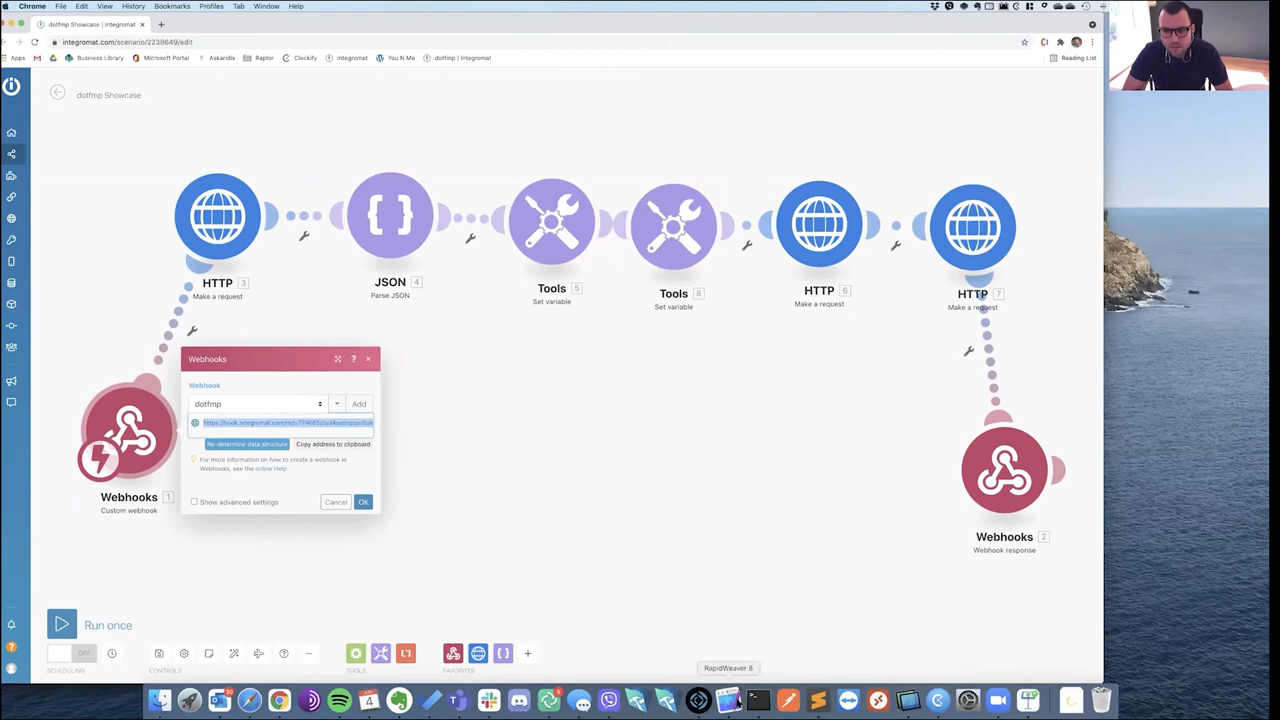 Chrome File Edit View History Bookmarks Profiles Tab Window Help
dotfmp Showcase | Integromat
integromat.com/scenario/2238649/edit
Apps Business Library Microsoft Portal Askaridis Raptor Clockify Integromat You N Me dotfmp | Integromat Reading List
dotfmp Showcase
HTTP 3
Make a request
JSON 4
Parse JSON
Tools 5
Set variable
Tools 8
Set variable
HTTP 6
Make a request
HTTP 7
Make a request
Webhooks
Webhook
dotfmp
Add
Re-determine data structure Copy address to clipboard
For more information on how to create a webhook in
Webhooks, see the online Help.
Show advanced settings
Cancel OK
Webhooks 1
Custom webhook
Webhooks 2
Webhook response
Run once
OFF
SCHEDULING CONTROLS TOOLS FAVORITES
RapidWeaver 8